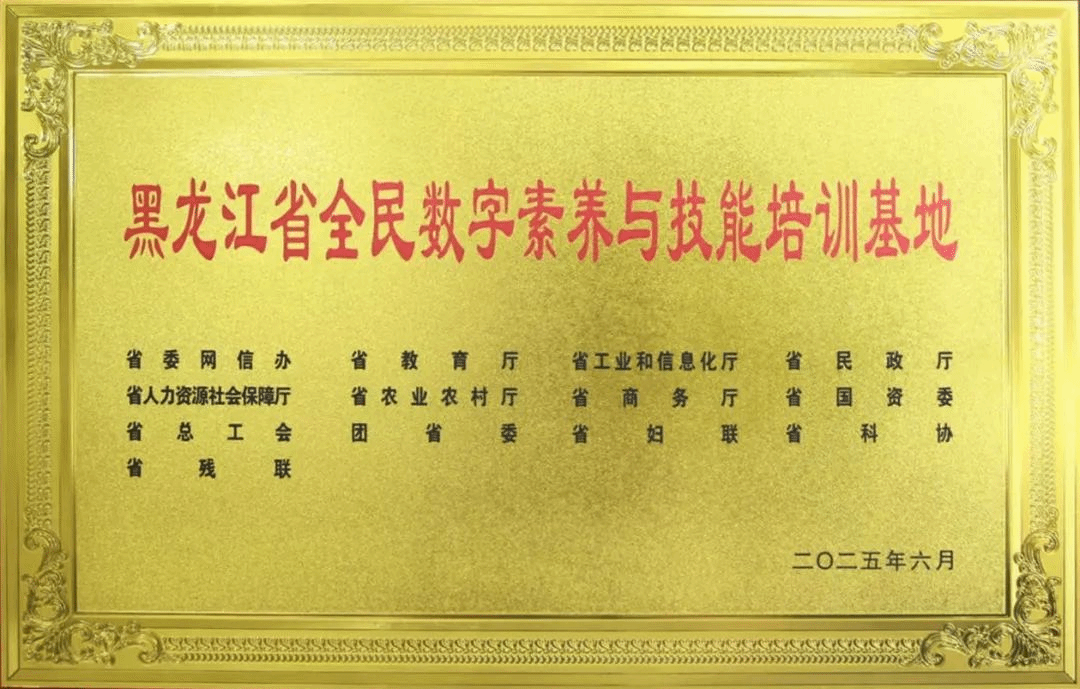 黑龙江省全民数字素养与技能培训基地
省委网信办 省教育厅 省工业和信息化厅 省民政厅
省人力资源社会保障厅 省农业农村厅 省商务厅 省国资委
省总工会 团省委 省妇联 省科协
省残联
二〇二五年六月